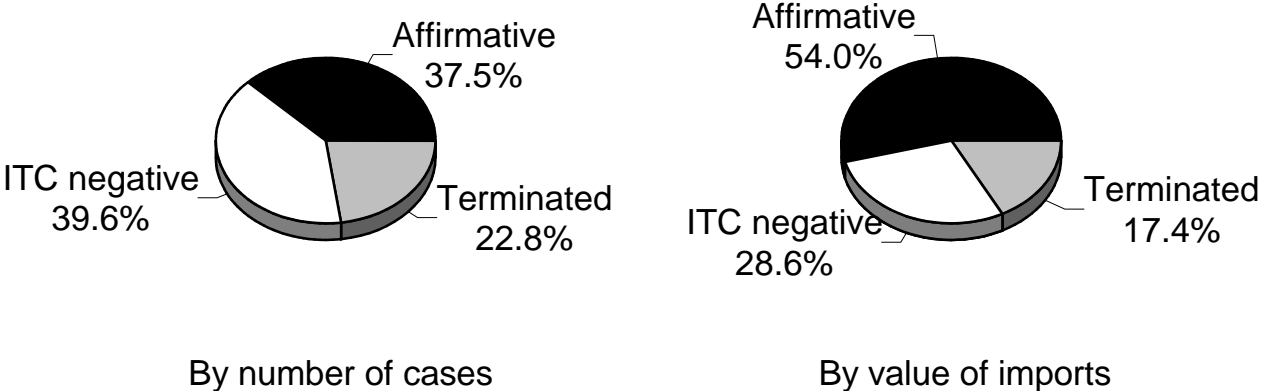 Affirmative
37.5%
ITC negative
39.6%
Terminated
22.8%
By number of cases
Affirmative
54.0%
ITC negative
28.6%
Terminated
17.4%
By value of imports